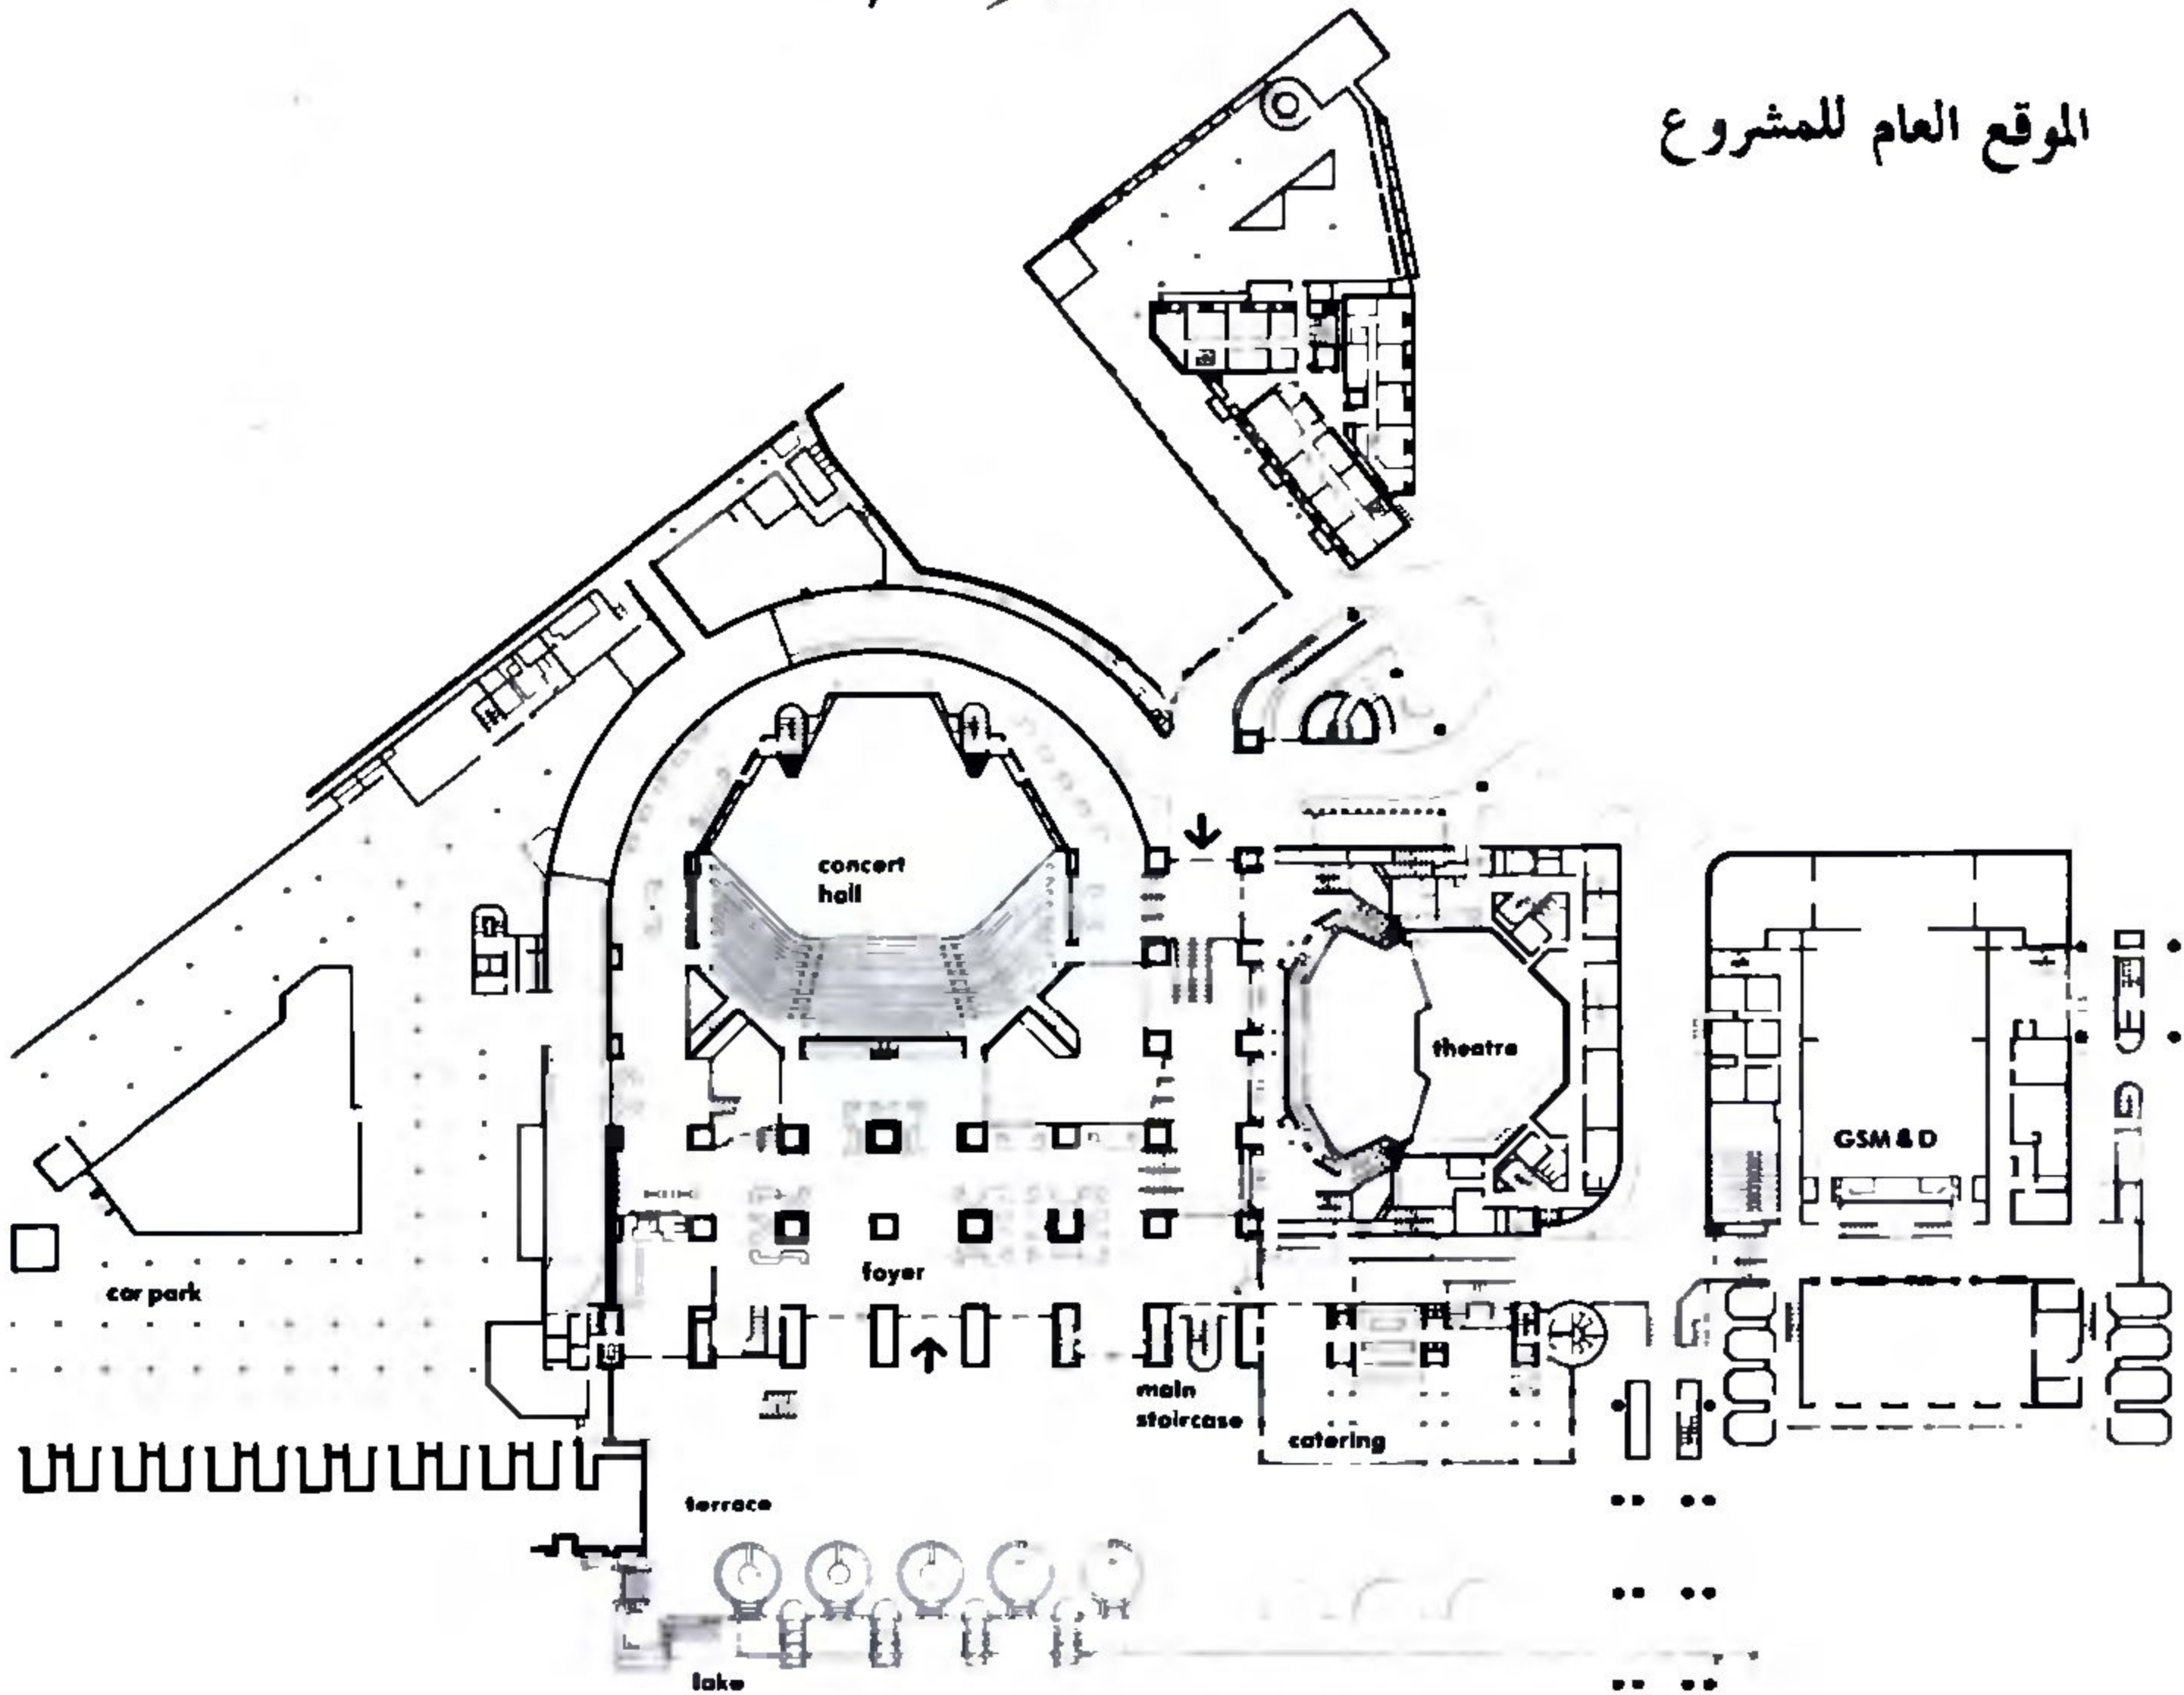 الموقع العام للمشروع
concert
hall
theatre
GSM & D
foyer
car park
main
staircase
catering
terrace
lake